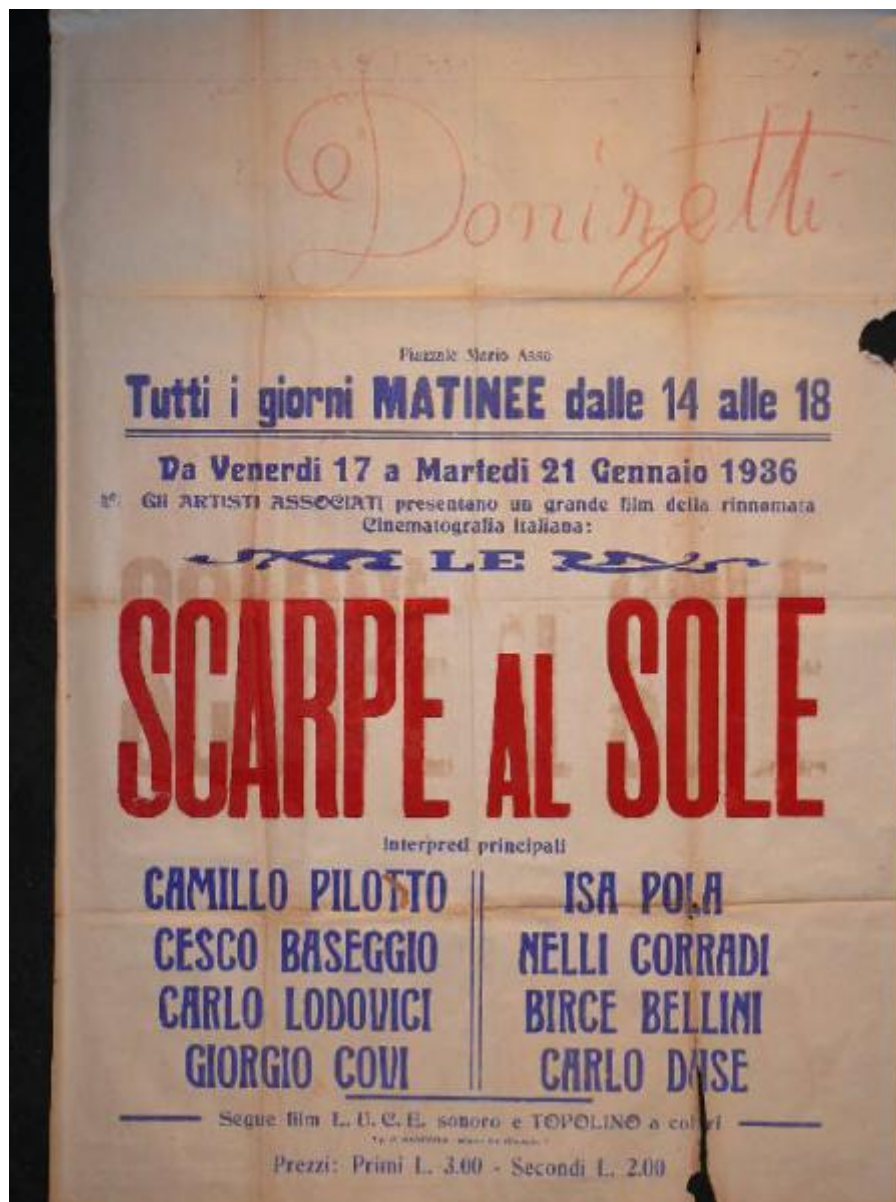 Donizetti
Piazzale Mario Asso
Tutti i giorni MATINEE dalle 14 alle 18
Da Venerdi 17 a Martedi 21 Gennaio 1936
Gli ARTISTI ASSOCIATI presentano un grande film della rinnomata
Cinematografia Italiana:
LE
SCARPE AL SOLE
Interpreti principali
CAMILLO PILOTTO ISA POLA
CESCO BASEGGIO NELLI CORRADI
CARLO LODOVICI BIRCE BELLINI
GIORGIO COVI CARLO DUSE
Segue film L. U. C. E. sonoro e TOPOLINO a colori
Prezzi: Primi L. 3.00 - Secondi L. 2.00